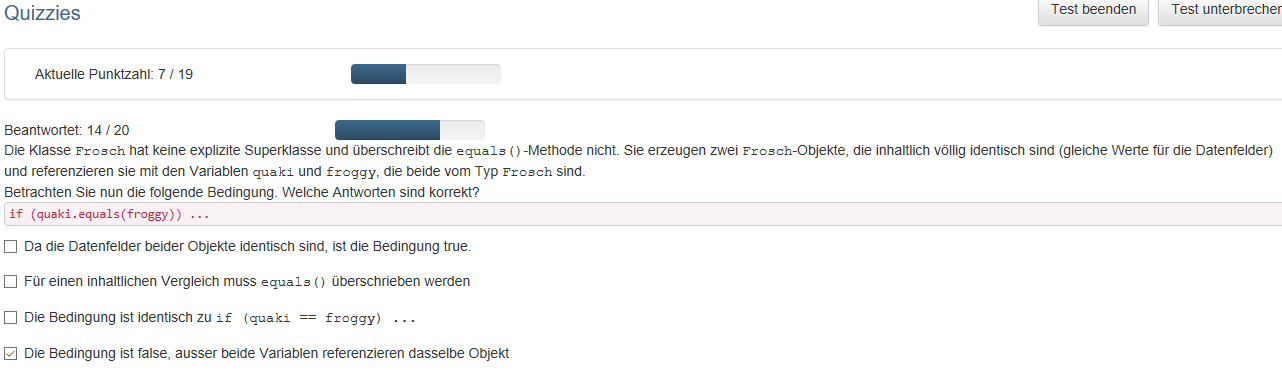 Quizzies
Test beenden
Test unterbrechen
Aktuelle Punktzahl: 7 / 19
Beantwortet: 14 / 20
Die Klasse Frosch hat keine explizite Superklasse und überschreibt die equals()-Methode nicht. Sie erzeugen zwei Frosch-Objekte, die inhaltlich völlig identisch sind (gleiche Werte für die Datenfelder)
und referenzieren sie mit den Variablen quaki und froggy, die beide vom Typ Frosch sind.
Betrachten Sie nun die folgende Bedingung. Welche Antworten sind korrekt?
if (quaki.equals(froggy)) ...
Da die Datenfelder beider Objekte identisch sind, ist die Bedingung true.
Für einen inhaltlichen Vergleich muss equals() überschrieben werden
Die Bedingung ist identisch zu if (quaki == froggy) ...
Die Bedingung ist false, ausser beide Variablen referenzieren dasselbe Objekt